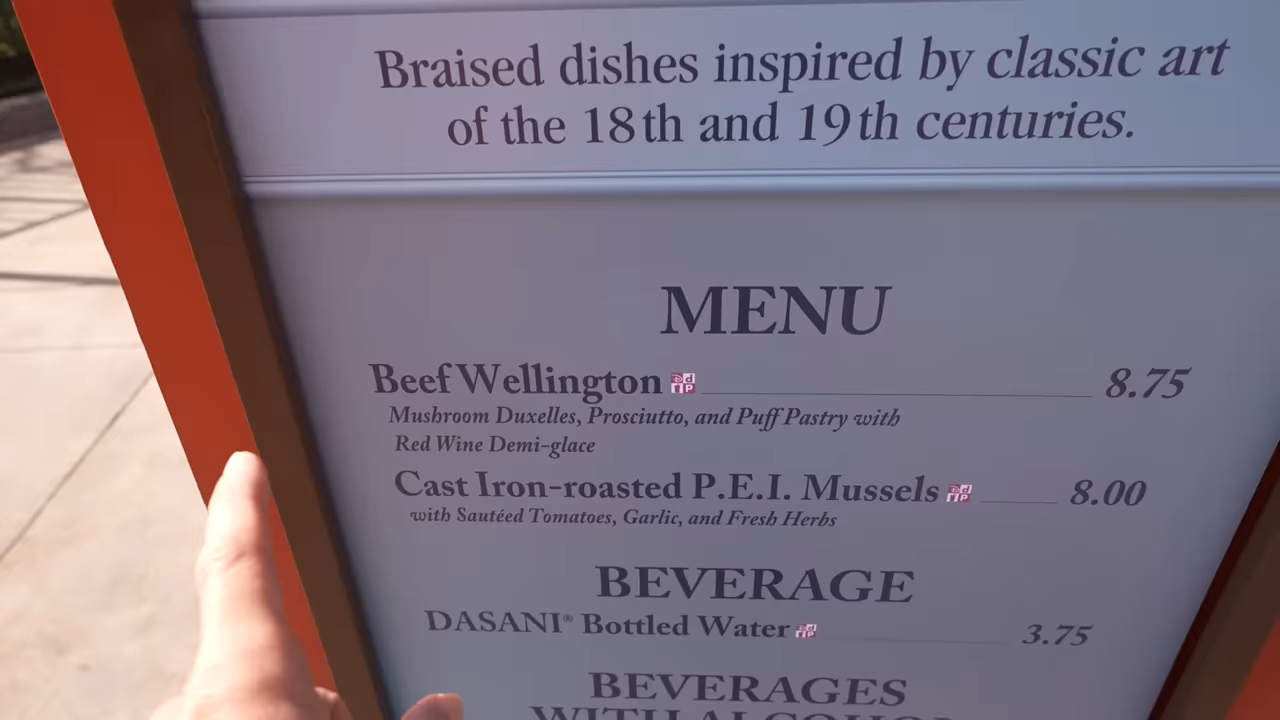 Braised dishes inspired by classic art
of the 18th and 19th centuries.
MENU
Beef Wellington 8.75
Mushroom Duxelles, Prosciutto, and Puff Pastry with
Red Wine Demi-glace
Cast Iron-roasted P.E.I. Mussels 8.00
with Sautéed Tomatoes, Garlic, and Fresh Herbs
BEVERAGE
DASANI® Bottled Water 3.75
BEVERAGES
WITH ALCOHOL